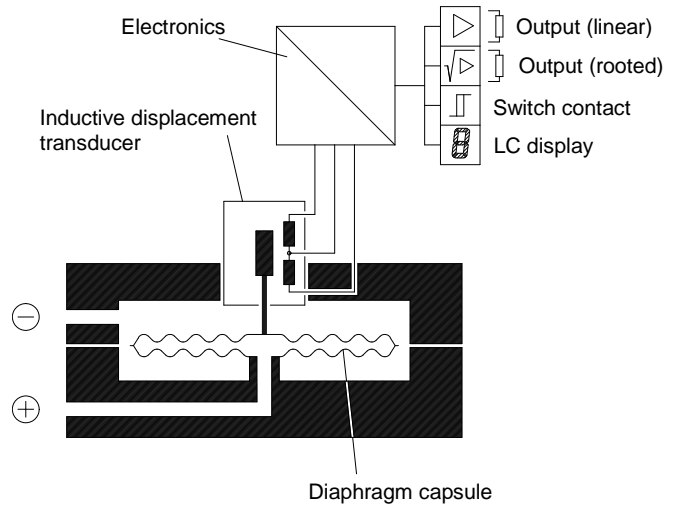 Electronics
Output (linear)
Output (rooted)
Switch contact
LC display
Inductive displacement
transducer
−
+
Diaphragm capsule